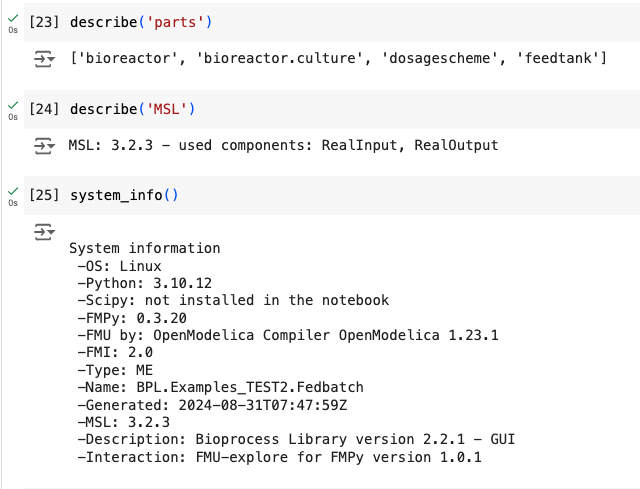 [23] describe('parts')
0s
['bioreactor', 'bioreactor.culture', 'dosagescheme', 'feedtank']
[24] describe('MSL')
0s
MSL: 3.2.3 – used components: RealInput, RealOutput
[25] system_info()
0s
System information
-OS: Linux
-Python: 3.10.12
-Scipy: not installed in the notebook
-FMPy: 0.3.20
-FMU by: OpenModelica Compiler OpenModelica 1.23.1
-FMI: 2.0
-Type: ME
-Name: BPL.Examples_TEST2.Fedbatch
-Generated: 2024-08-31T07:47:59Z
-MSL: 3.2.3
-Description: Bioprocess Library version 2.2.1 - GUI
-Interaction: FMU-explore for FMPy version 1.0.1